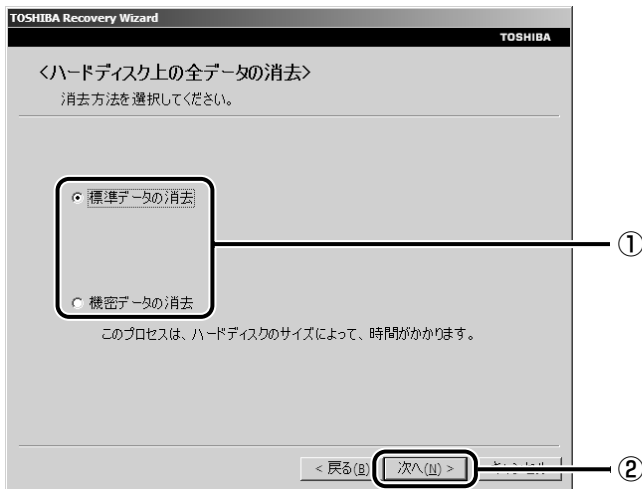 TOSHIBA Recovery Wizard
TOSHIBA
<ハードディスク上の全データの消去>
消去方法を選択してください。
標準データの消去
①
機密データの消去
このプロセスは、ハードディスクのサイズによって、時間がかかります。
< 戻る(B) 次へ(N) > ②